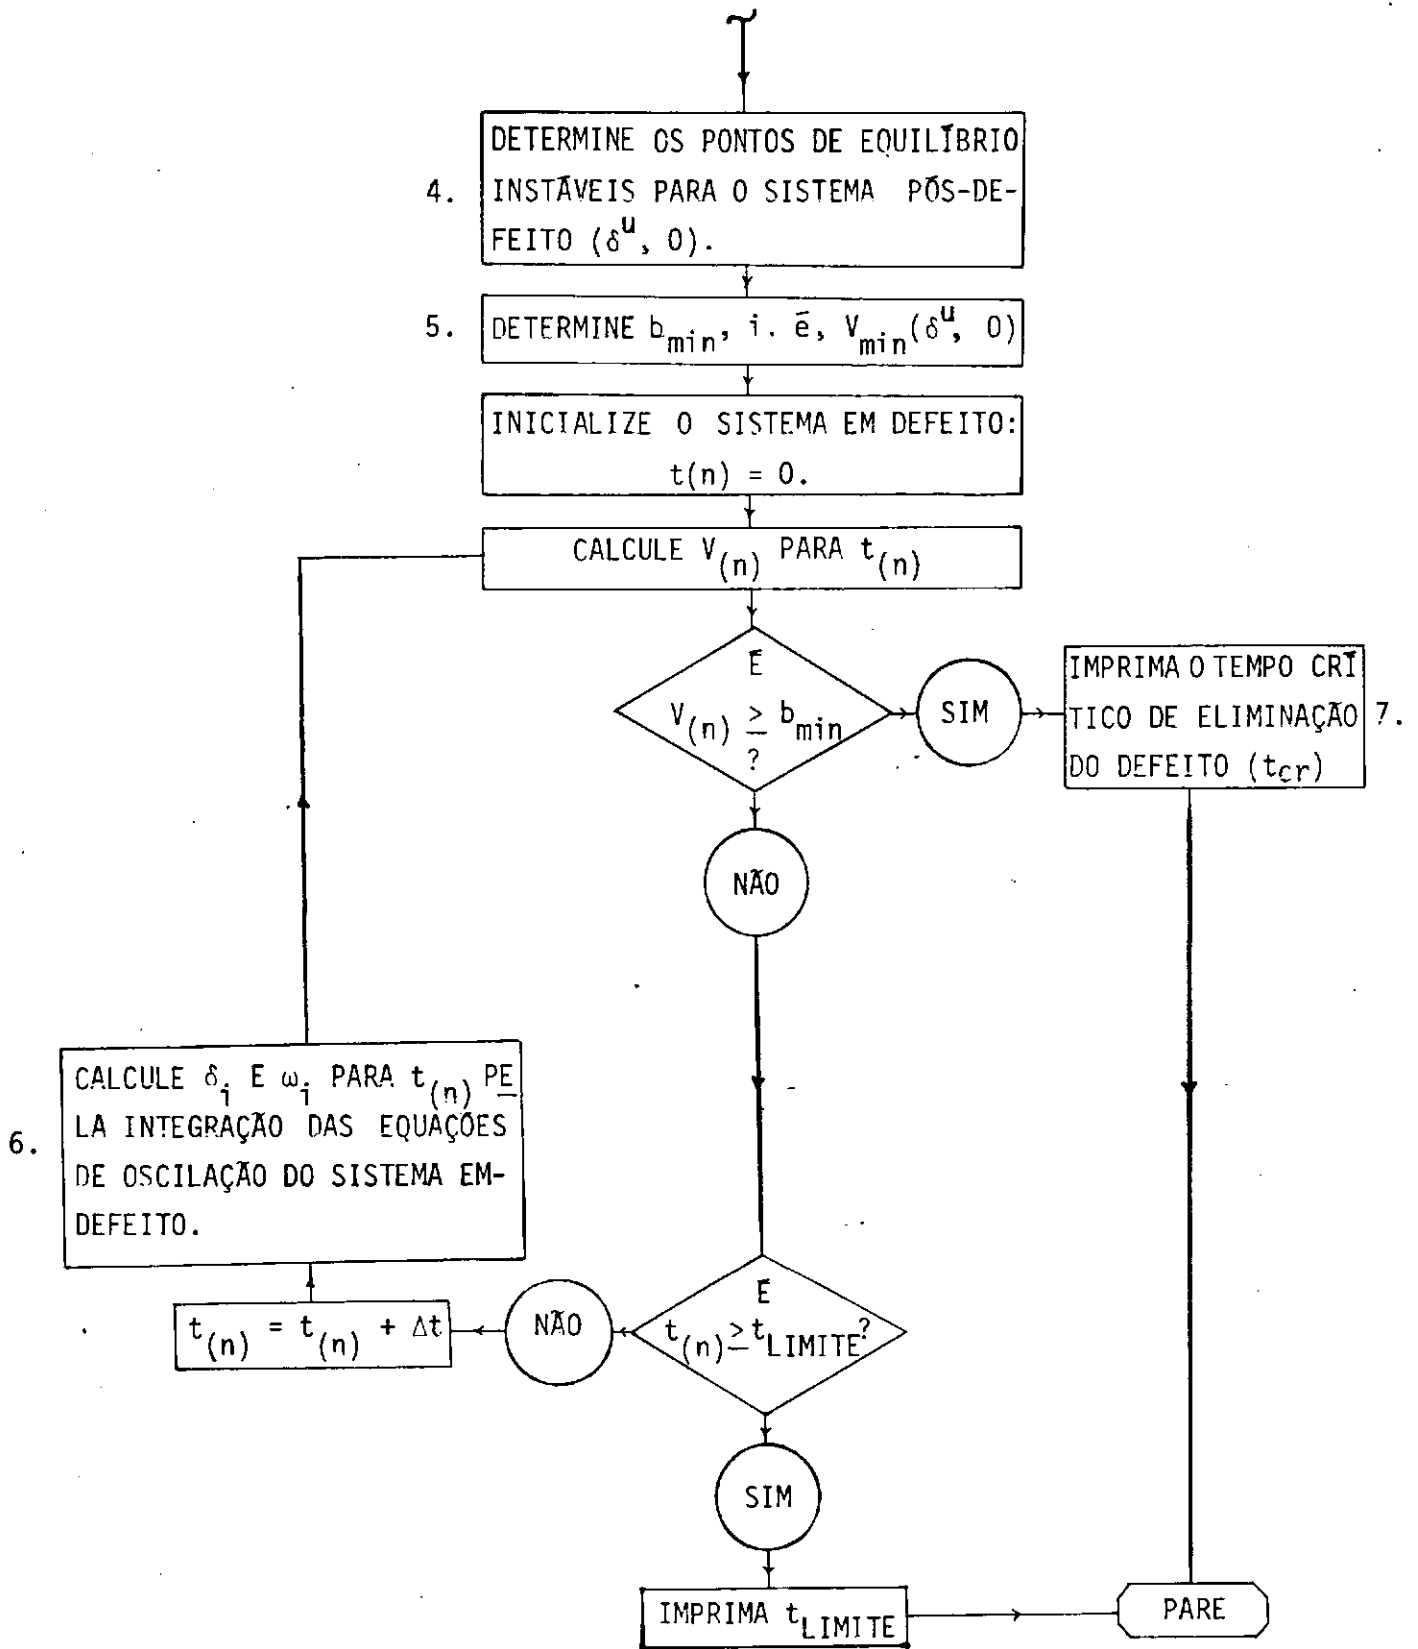 DETERMINE OS PONTOS DE EQUILÍBRIO
4. INSTÁVEIS PARA O SISTEMA PÓS-DE-
FEITO (δᵘ, 0).
5. DETERMINE b_min, i. é, V_min(δᵘ, 0)
INICIALIZE O SISTEMA EM DEFEITO:
t(n) = 0.
CALCULE V_(n) PARA t_(n)
É
V_(n) ≥ b_min
?
SIM
IMPRIMA O TEMPO CRÍ
TICO DE ELIMINAÇÃO 7.
DO DEFEITO (t_cr)
NÃO
CALCULE δ_i E ω_i PARA t_(n) PE
6. LA INTEGRAÇÃO DAS EQUAÇÕES
DE OSCILAÇÃO DO SISTEMA EM-
DEFEITO.
É
t_(n) ≥ t_LIMITE?
NÃO
t_(n) = t_(n) + Δt
SIM
IMPRIMA t_LIMITE
PARE